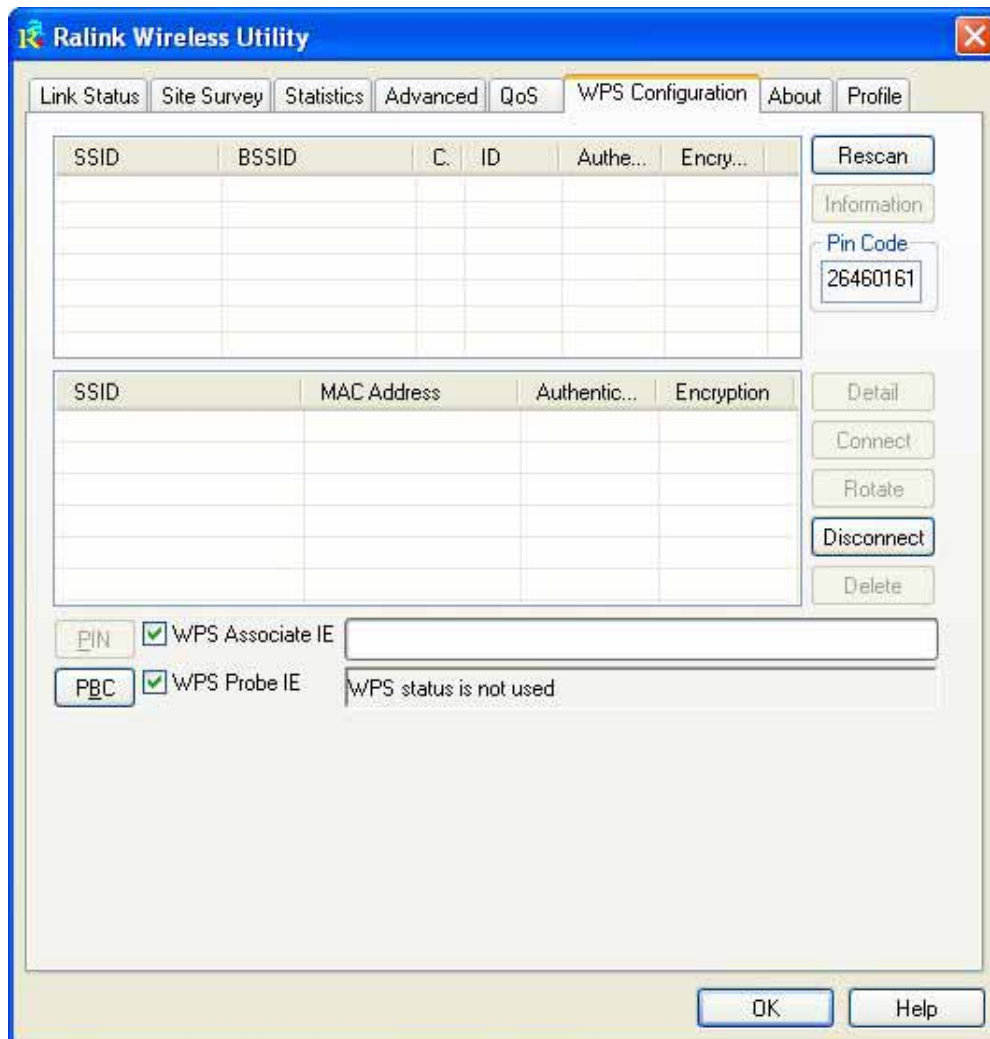 Ralink Wireless Utility
Link Status Site Survey Statistics Advanced QoS WPS Configuration About Profile
SSID BSSID C. ID Authe... Encry... Rescan
Information
Pin Code
26460161
SSID MAC Address Authentic... Encryption Detail
Connect
Rotate
Disconnect
Delete
PIN WPS Associate IE
PBC WPS Probe IE WPS status is not used
OK Help